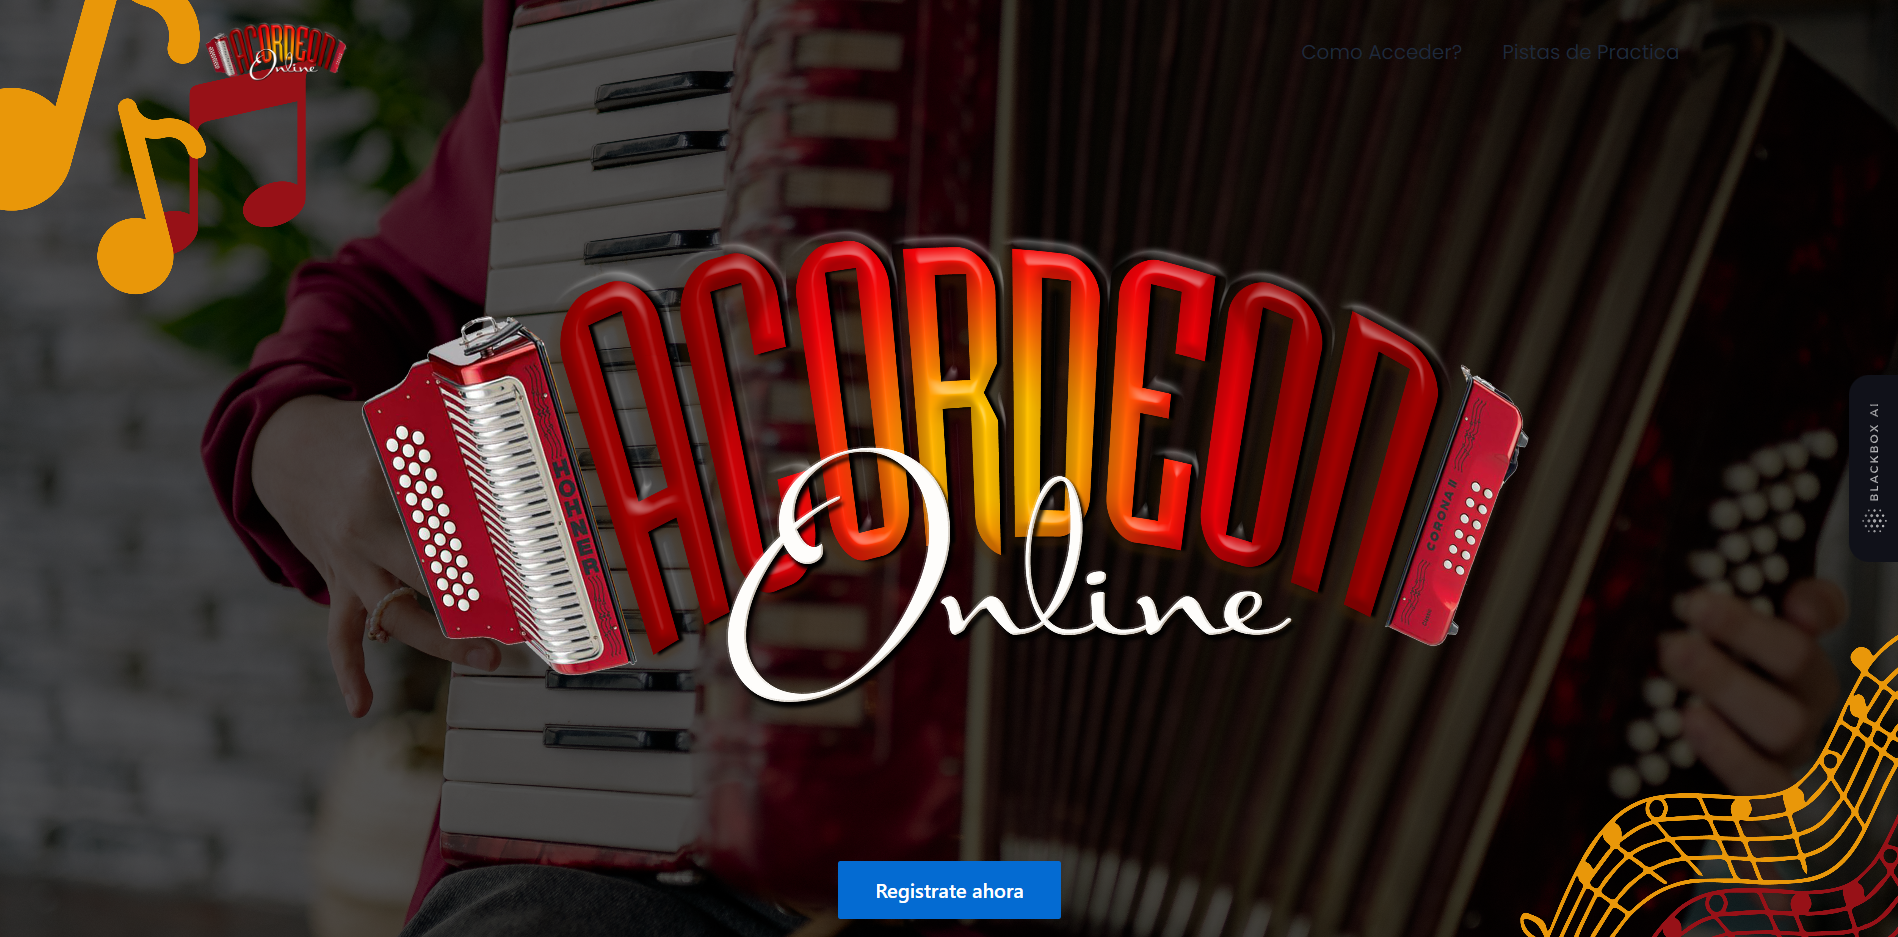 ACORDEON
Online
Como Acceder?
Pistas de Practica
ACORDEON
Online
HOHNER
CORONA II
BLACKBOX AI
Registrate ahora